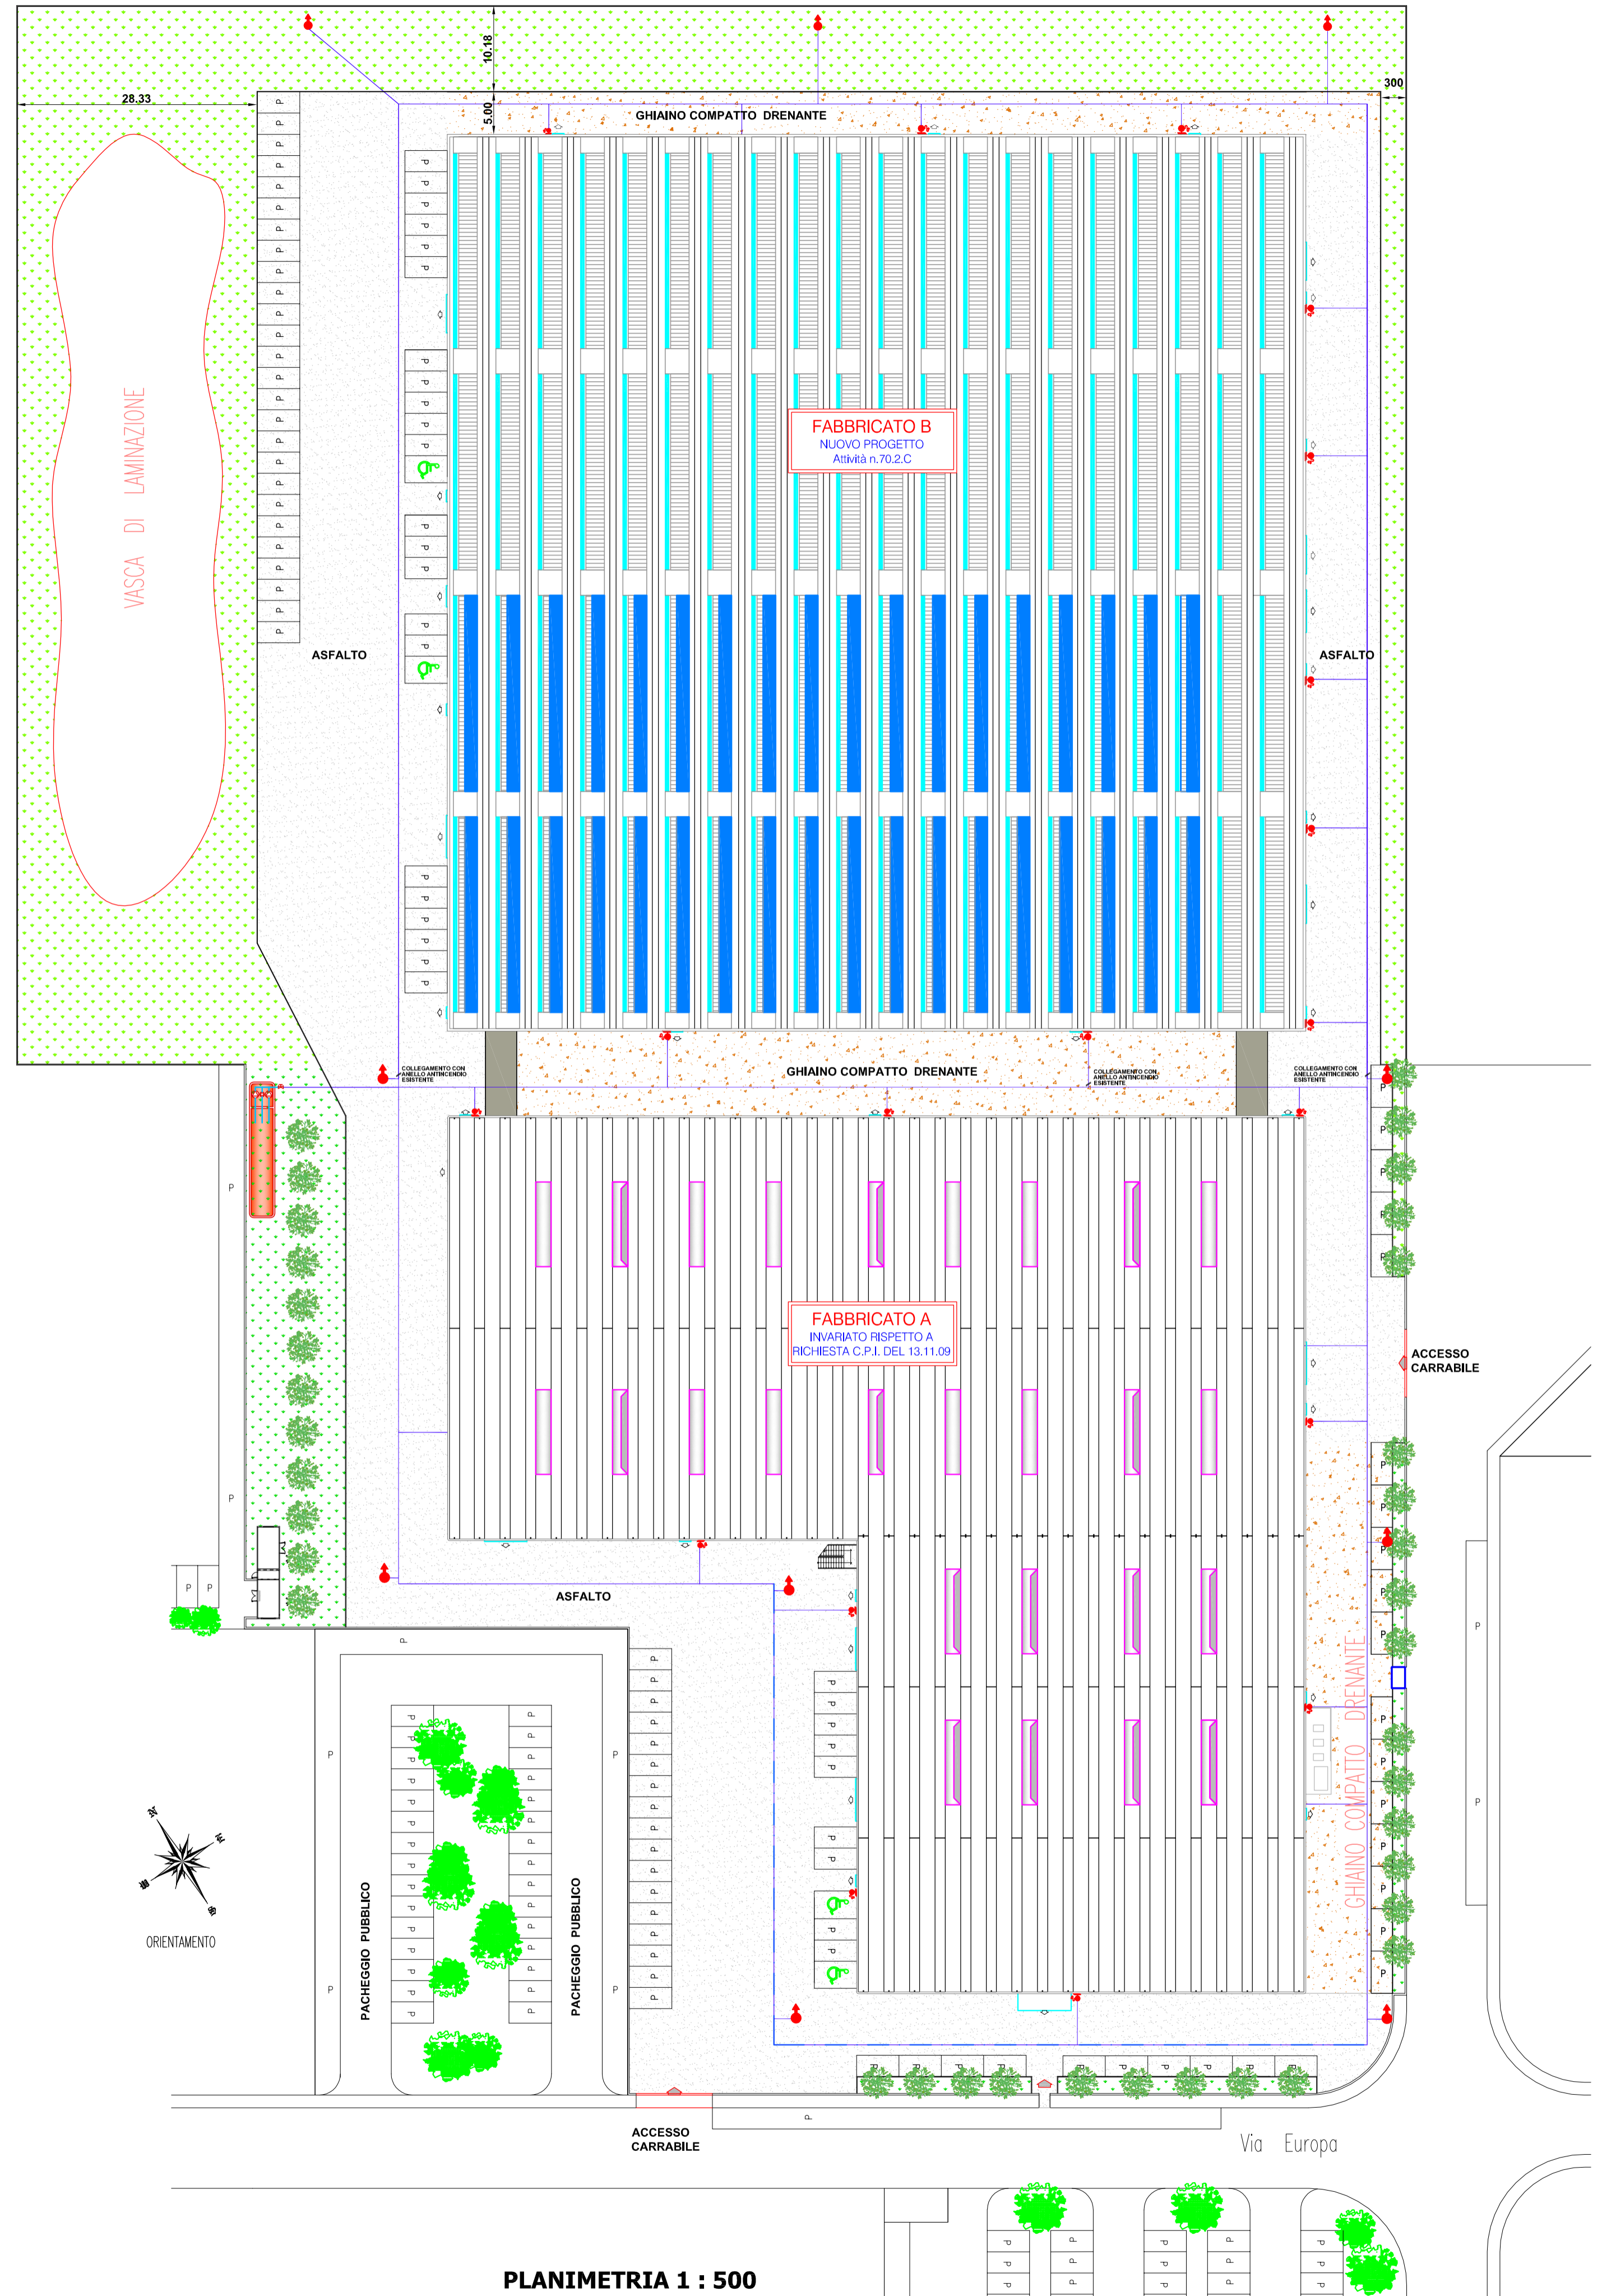 10.18
28.33
300
5.00
GHIAINO COMPATTO DRENANTE
VASCA DI LAMINAZIONE
FABBRICATO B
NUOVO PROGETTO
Attività n.70.2.C
ASFALTO
ASFALTO
GHIAINO COMPATTO DRENANTE
COLLEGAMENTO CON
ANELLO ANTINCENDIO
ESISTENTE
COLLEGAMENTO CON
ANELLO ANTINCENDIO
ESISTENTE
COLLEGAMENTO CON
ANELLO ANTINCENDIO
ESISTENTE
FABBRICATO A
INVARIATO RISPETTO A
RICHIESTA C.P.I. DEL 13.11.09
ACCESSO
CARRABILE
ASFALTO
GHIAINO COMPATTO DRENANTE
PACHEGGIO PUBBLICO
PACHEGGIO PUBBLICO
ORIENTAMENTO
ACCESSO
CARRABILE
Via Europa
PLANIMETRIA 1 : 500